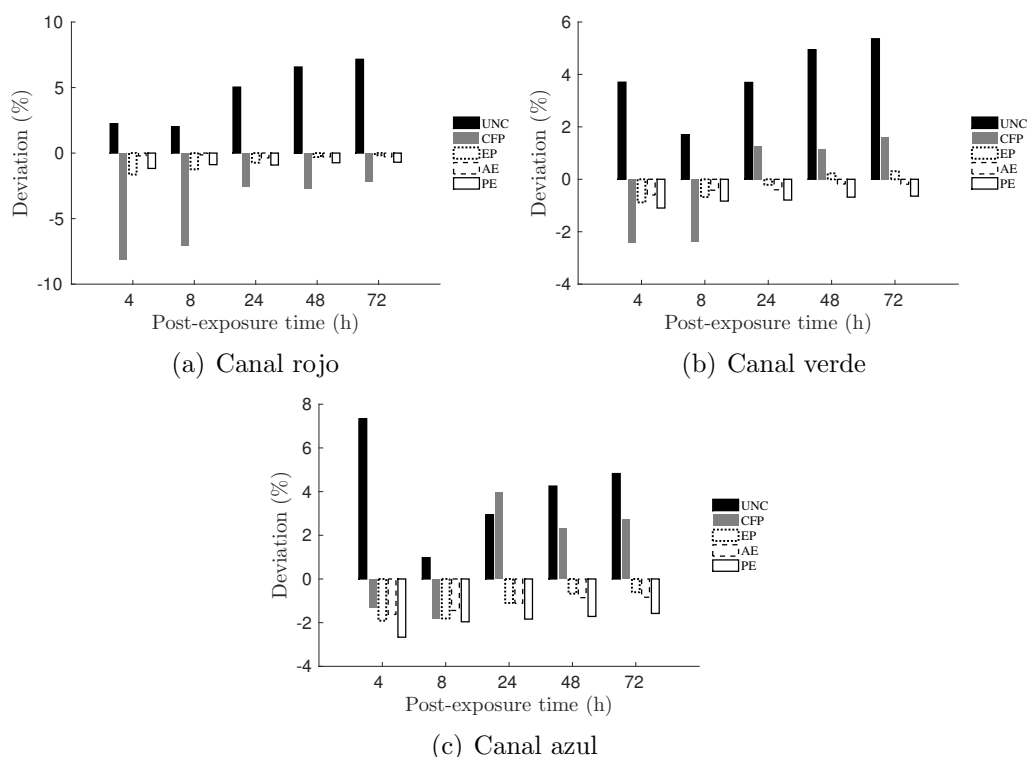 10
5
0
-5
-10
Deviation (%)
4 8 24 48 72
Post-exposure time (h)
UNC
CFP
EP
AE
PE
(a) Canal rojo
6
4
2
0
-2
-4
Deviation (%)
4 8 24 48 72
Post-exposure time (h)
UNC
CFP
EP
AE
PE
(b) Canal verde
8
6
4
2
0
-2
-4
Deviation (%)
4 8 24 48 72
Post-exposure time (h)
UNC
CFP
EP
AE
PE
(c) Canal azul